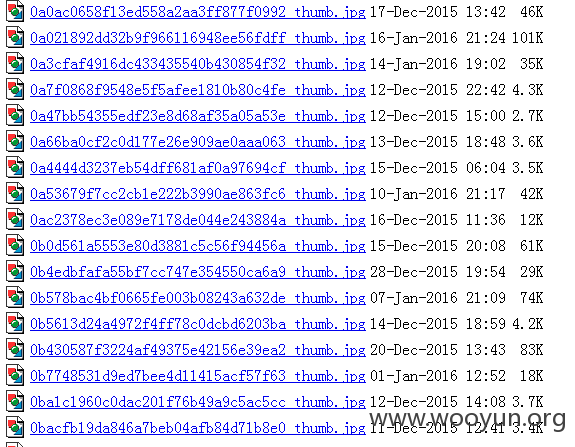 0a0ac0658f13ed558a2aa3ff877f0992_thumb.jpg 17-Dec-2015 13:42 46K
0a021892dd32b9f966116948ee56fdff_thumb.jpg 16-Jan-2016 21:24 101K
0a3cfaf4916dc433435540b430854f32_thumb.jpg 14-Jan-2016 19:02 35K
0a7f0868f9548e5f5afee1810b80c4fe_thumb.jpg 12-Dec-2015 22:42 4.3K
0a47bb54355edf23e8d68af35a05a53e_thumb.jpg 12-Dec-2015 15:00 2.7K
0a66ba0cf2c0d177e26e909ae0aaa063_thumb.jpg 13-Dec-2015 18:48 3.6K
0a4444d3237eb54dff681af0a97694cf_thumb.jpg 15-Dec-2015 06:04 3.5K
0a53679f7cc2cb1e222b3990ae863fc6_thumb.jpg 10-Jan-2016 21:17 42K
0ac2378ec3e089e7178de044e243884a_thumb.jpg 16-Dec-2015 11:36 12K
0b0d561a5553e80d3881c5c56f94456a_thumb.jpg 15-Dec-2015 20:08 61K
0b4edbfafa55bf7cc747e354550ca6a9_thumb.jpg 28-Dec-2015 19:54 29K
0b578bac4bf0665fe003b08243a632de_thumb.jpg 07-Jan-2016 21:09 74K
0b5613d24a4972f4ff78c0dcbd6203ba_thumb.jpg 14-Dec-2015 18:59 4.2K
0b430587f3224af49375e42156e39ea2_thumb.jpg 20-Dec-2015 13:43 83K
0b7748531d9ed7bee4d11415acf57f63_thumb.jpg 01-Jan-2016 12:52 18K
0ba1c1960c0dac201f76b49a9c5ac5cc_thumb.jpg 12-Dec-2015 14:08 3.7K
0bacfb19da846a7beb04afb84d71b8e0_thumb.jpg 11-Dec-2015 12:41 3.4K
www.wooyun.org